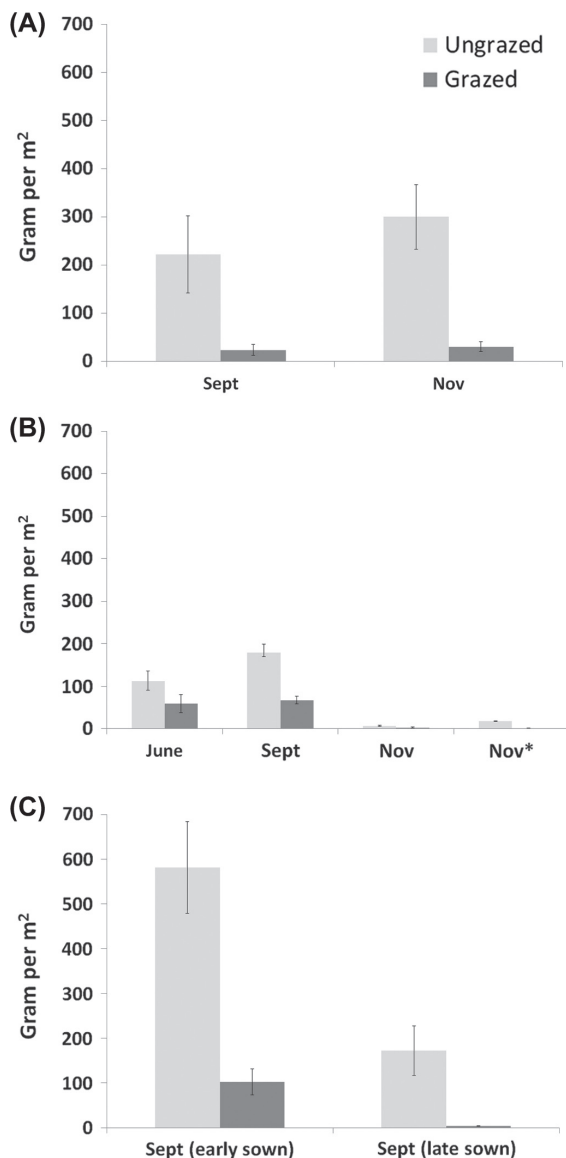 (A)
Ungrazed
Grazed
Gram per m²
700
600
500
400
300
200
100
0
Sept Nov
(B)
Gram per m²
700
600
500
400
300
200
100
0
June Sept Nov Nov*
(C)
Gram per m²
700
600
500
400
300
200
100
0
Sept (early sown) Sept (late sown)